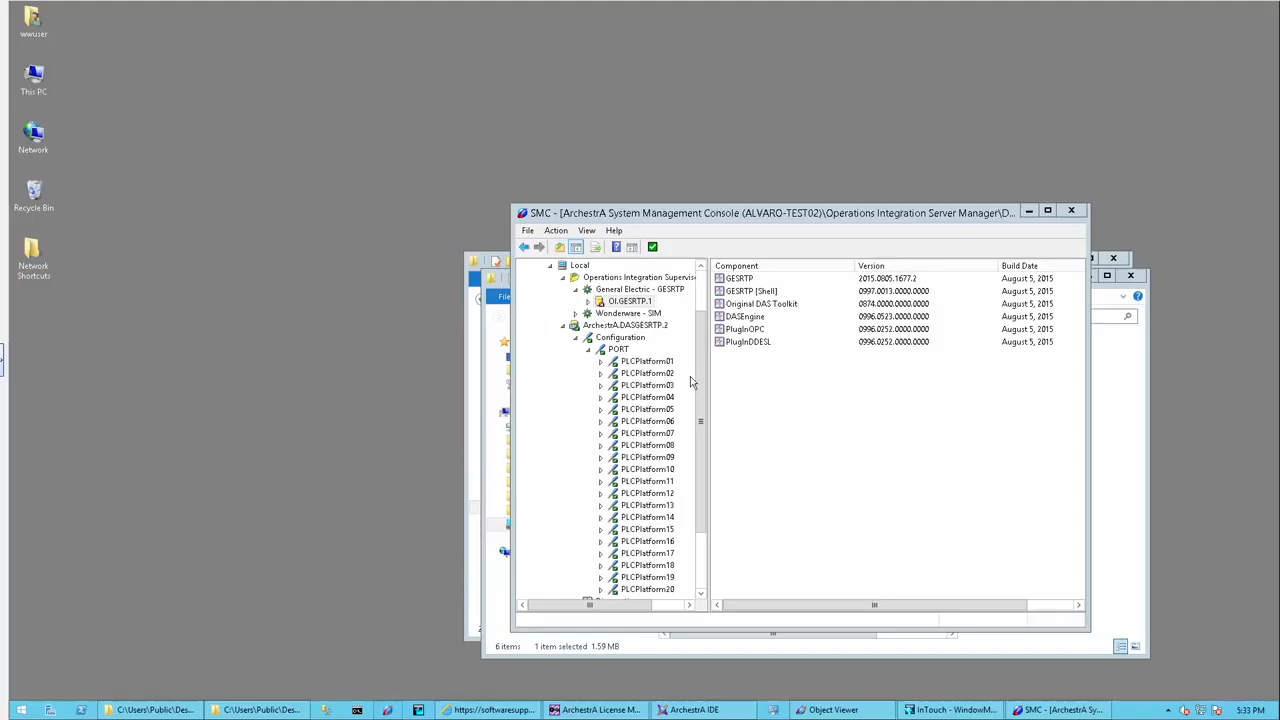 wwuser
This PC
Network
Recycle Bin
Network
Shortcuts
SMC - [ArchestrA System Management Console (ALVARO-TEST02)\Operations Integration Server Manager\D...
File Action View Help
Local
Operations Integration Supervis
General Electric - GESRTP
OI.GESRTP.1
Wonderware - SIM
ArchestrA.DASGESRTP.2
Configuration
PORT
PLCPlatform01
PLCPlatform02
PLCPlatform03
PLCPlatform04
PLCPlatform05
PLCPlatform06
PLCPlatform07
PLCPlatform08
PLCPlatform09
PLCPlatform10
PLCPlatform11
PLCPlatform12
PLCPlatform13
PLCPlatform14
PLCPlatform15
PLCPlatform16
PLCPlatform17
PLCPlatform18
PLCPlatform19
PLCPlatform20
Component Version Build Date
GESRTP 2015.0805.1677.2 August 5, 2015
GESRTP [Shell] 0997.0013.0000.0000 August 5, 2015
Original DAS Toolkit 0874.0000.0000.0000 August 5, 2015
DASEngine 0996.0523.0000.0000 August 5, 2015
PlugInOPC 0996.0252.0000.0000 August 5, 2015
PlugInDDESL 0996.0252.0000.0000 August 5, 2015
File
6 items 1 item selected 1.59 MB
C:\Users\Public\Des... C:\Users\Public\Des... https://softwaresupp... ArchestrA License M... ArchestrA IDE Object Viewer InTouch - WindowM... SMC - [ArchestrA Sy... 5:33 PM